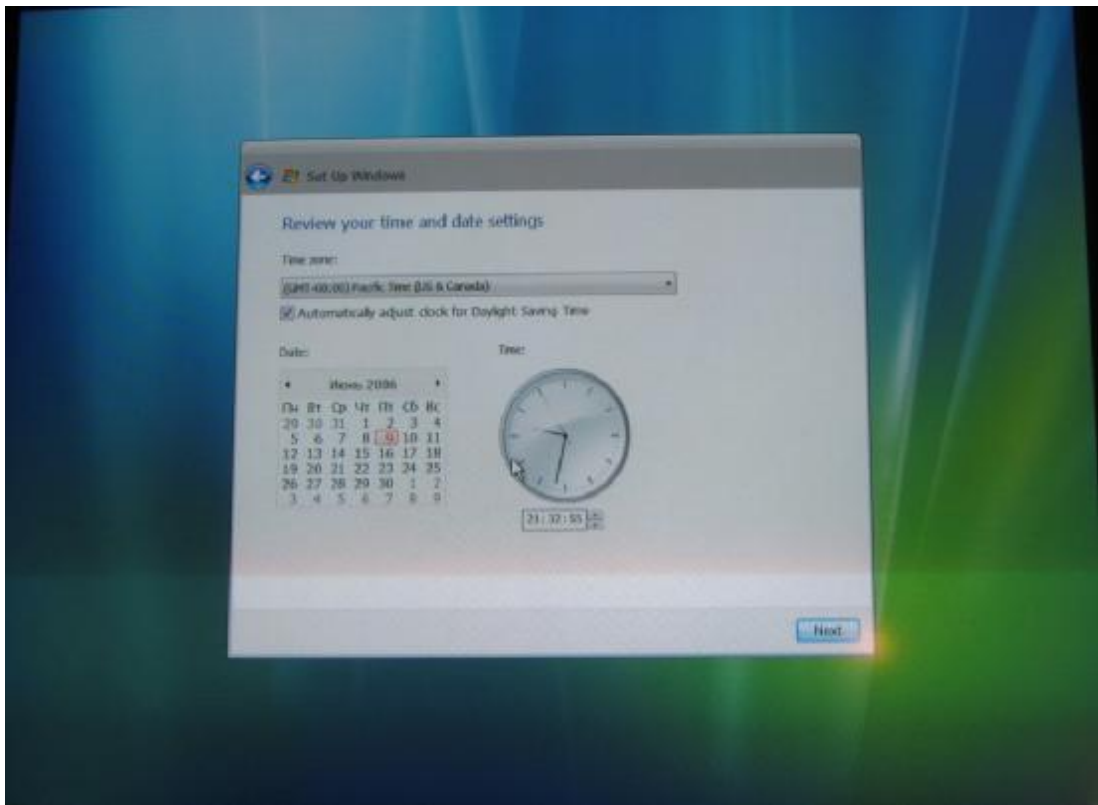 Set Up Windows
Review your time and date settings
Time zone:
(GMT-08:00) Pacific Time (US & Canada)
Automatically adjust clock for Daylight Saving Time
Date:
Time:
Июнь 2006
Пн Вт Ср Чт Пт Сб Вс
29 30 31 1 2 3 4
5 6 7 8 9 10 11
12 13 14 15 16 17 18
19 20 21 22 23 24 25
26 27 28 29 30 1 2
3 4 5 6 7 8 9
21:32:55
Next